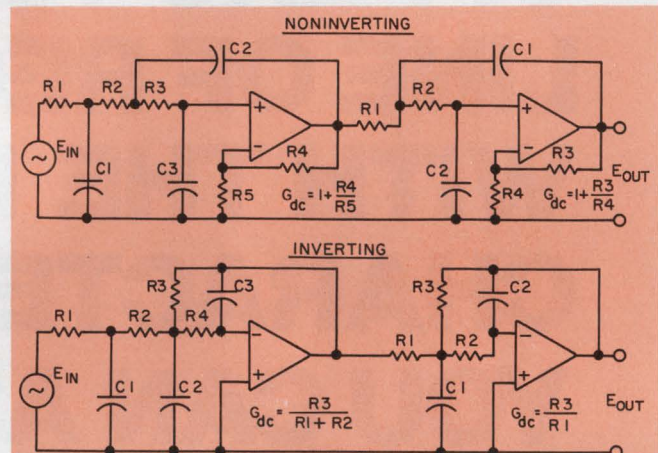 NONINVERTING
C2
C1
R1
R2
R3
R1
R2
E_IN
C1
C3
R4
R5
G_dc = 1 + R4/R5
C2
R3
R4
G_dc = 1 + R3/R4
E_OUT
INVERTING
R3
C3
R3
C2
R1
R2
R4
R1
R2
E_IN
C1
C2
G_dc = R3/(R1 + R2)
C1
G_dc = R3/R1
E_OUT
+
−
+
−
−
+
−
+